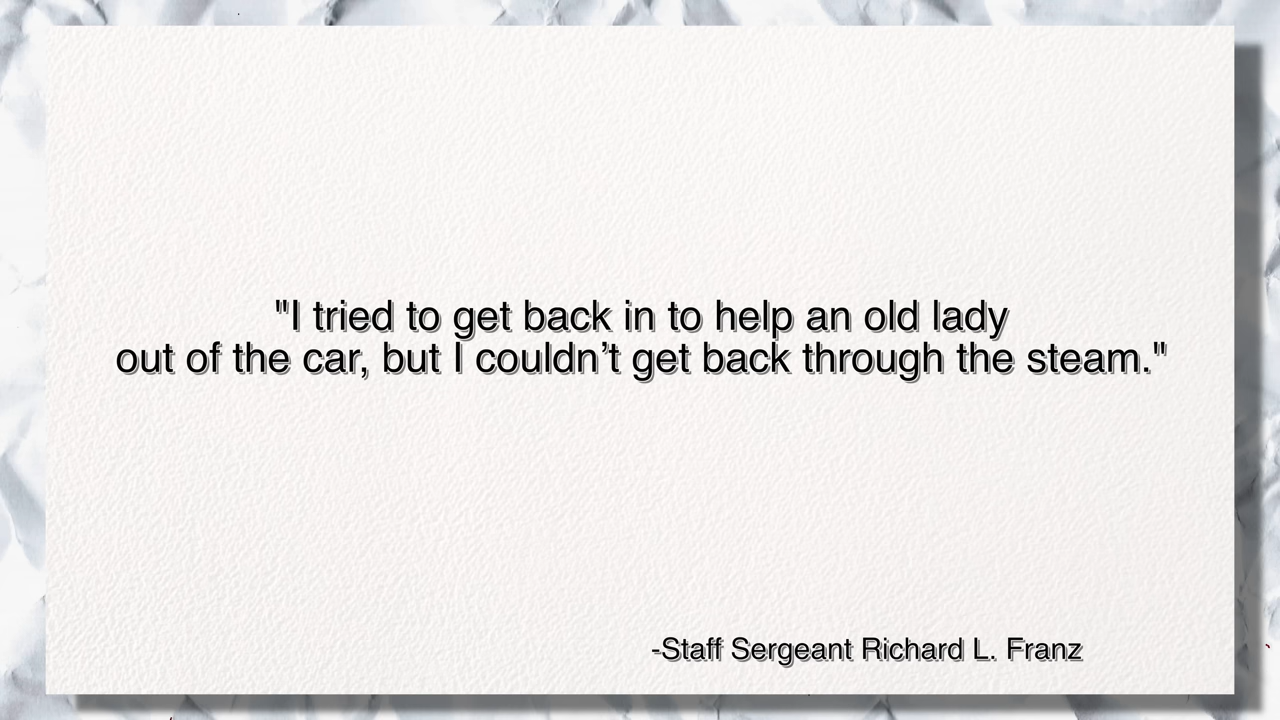 "I tried to get back in to help an old lady
out of the car, but I couldn’t get back through the steam."
-Staff Sergeant Richard L. Franz